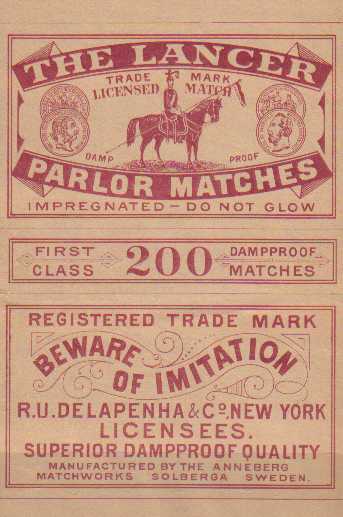 THE LANCER
TRADE MARK
LICENSED MATCH
DAMP PROOF
PARLOR MATCHES
IMPREGNATED - DO NOT GLOW
FIRST CLASS
200
DAMPPROOF MATCHES
REGISTERED TRADE MARK
BEWARE
OF IMITATION
R.U. DELAPENHA & Co, NEW YORK
LICENSEES.
SUPERIOR DAMPPROOF QUALITY
MANUFACTURED BY THE ANNEBERG
MATCHWORKS SOLBERGA SWEDEN.